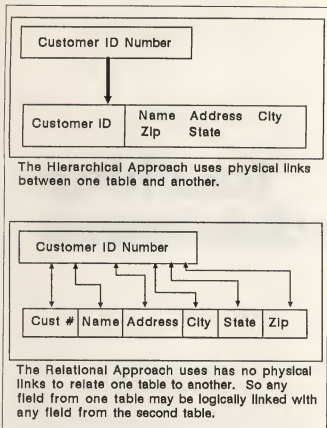 Customer ID Number
Customer ID
Name Address City
Zip State
The Hierarchical Approach uses physical links
between one table and another.
Customer ID Number
Cust # Name Address City State Zip
The Relational Approach uses has no physical
links to relate one table to another. So any
field from one table may be logically linked with
any field from the second table.